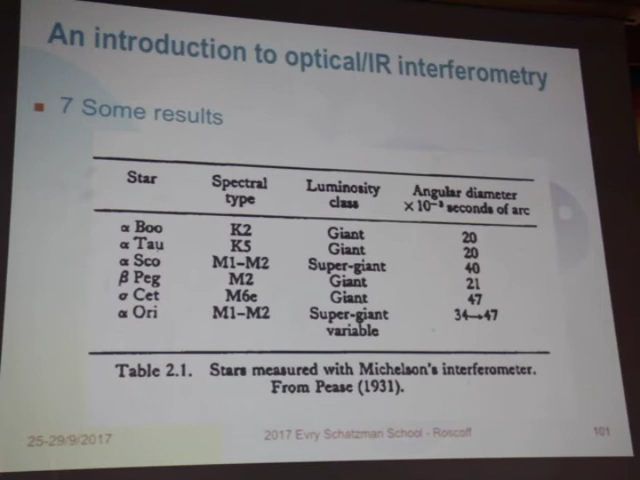 An introduction to optical/IR interferometry
7 Some results
Star Spectral type Luminosity class Angular diameter × 10⁻³ seconds of arc
α Boo K2 Giant 20
α Tau K5 Giant 20
α Sco M1–M2 Super-giant 40
β Peg M2 Giant 21
σ Cet M6e Giant 47
α Ori M1–M2 Super-giant variable 34→47
Table 2.1. Stars measured with Michelson's interferometer.
From Pease (1931).
25-29/9/2017 2017 Evry Schatzman School - Roscoff 101